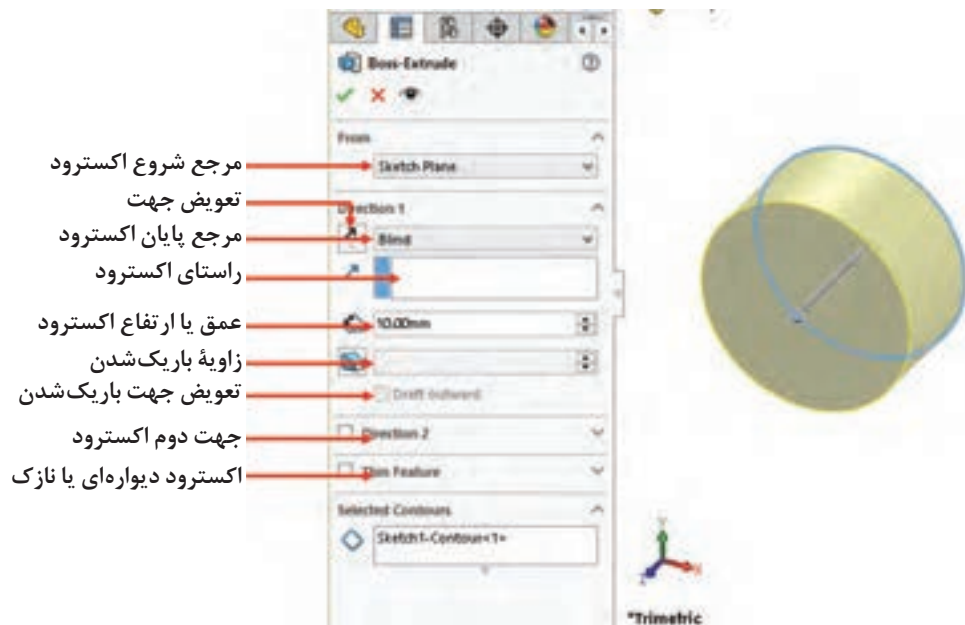 Boss-Extrude
From
مرجع شروع اکسترود
Sketch Plane
تعویض جهت
Direction 1
مرجع پایان اکسترود
Blind
راستای اکسترود
عمق یا ارتفاع اکسترود
10.00mm
زاویهٔ باریک‌شدن
تعویض جهت باریک‌شدن
Draft outward
جهت دوم اکسترود
Direction 2
اکسترود دیواره‌ای یا نازک
Thin Feature
Selected Contours
Sketch1-Contour<1>
Y
X
Z
*Trimetric